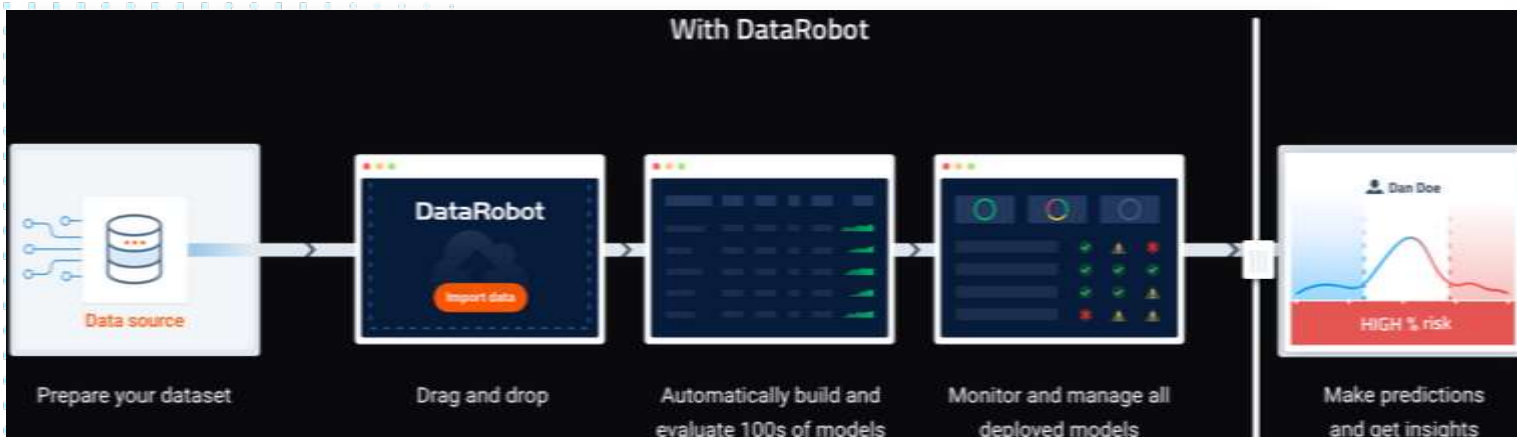 With DataRobot
Data source
DataRobot
Import data
Dan Doe
HIGH % risk
Prepare your dataset
Drag and drop
Automatically build and
evaluate 100s of models
Monitor and manage all
deployed models
Make predictions
and get insights